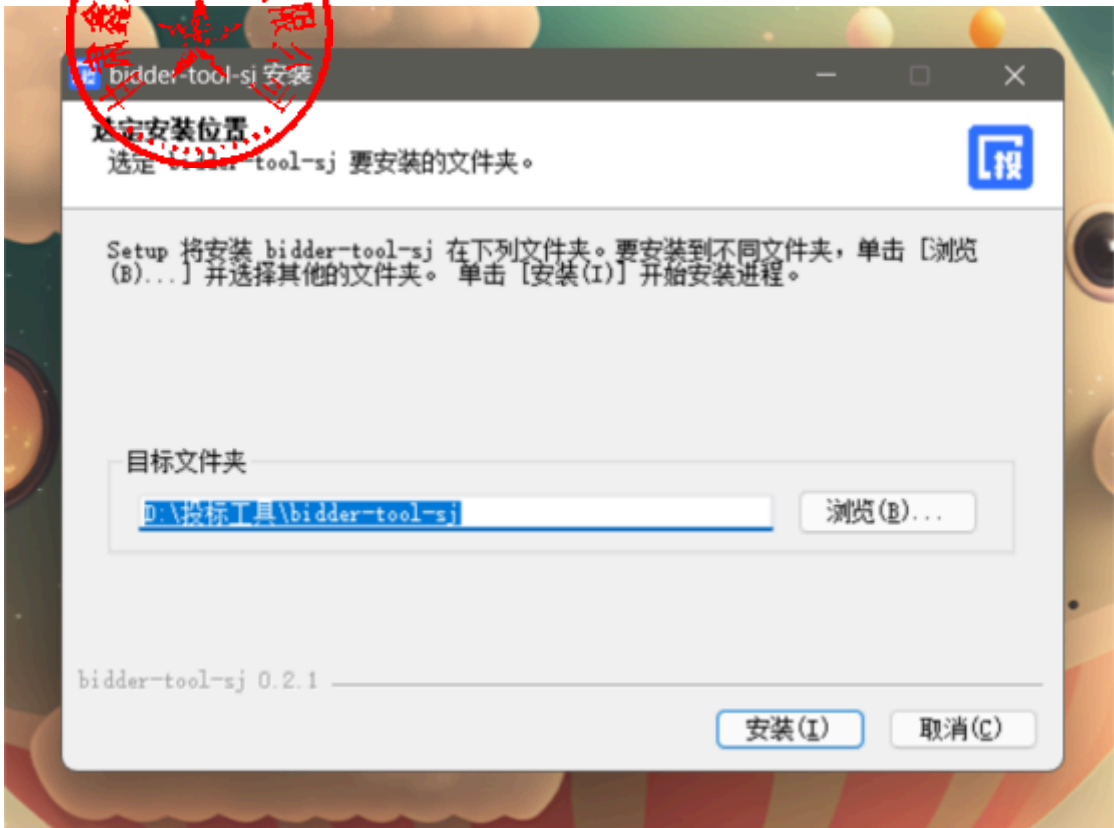 限
bidder-tool-sj 安装
选定安装位置
选定 bidder-tool-sj 要安装的文件夹。
投
Setup 将安装 bidder-tool-sj 在下列文件夹。要安装到不同文件夹，单击 [浏览
(B)...] 并选择其他的文件夹。 单击 [安装(I)] 开始安装进程。
目标文件夹
D:\投标工具\bidder-tool-sj
浏览(B)...
bidder-tool-sj 0.2.1
安装(I)
取消(C)